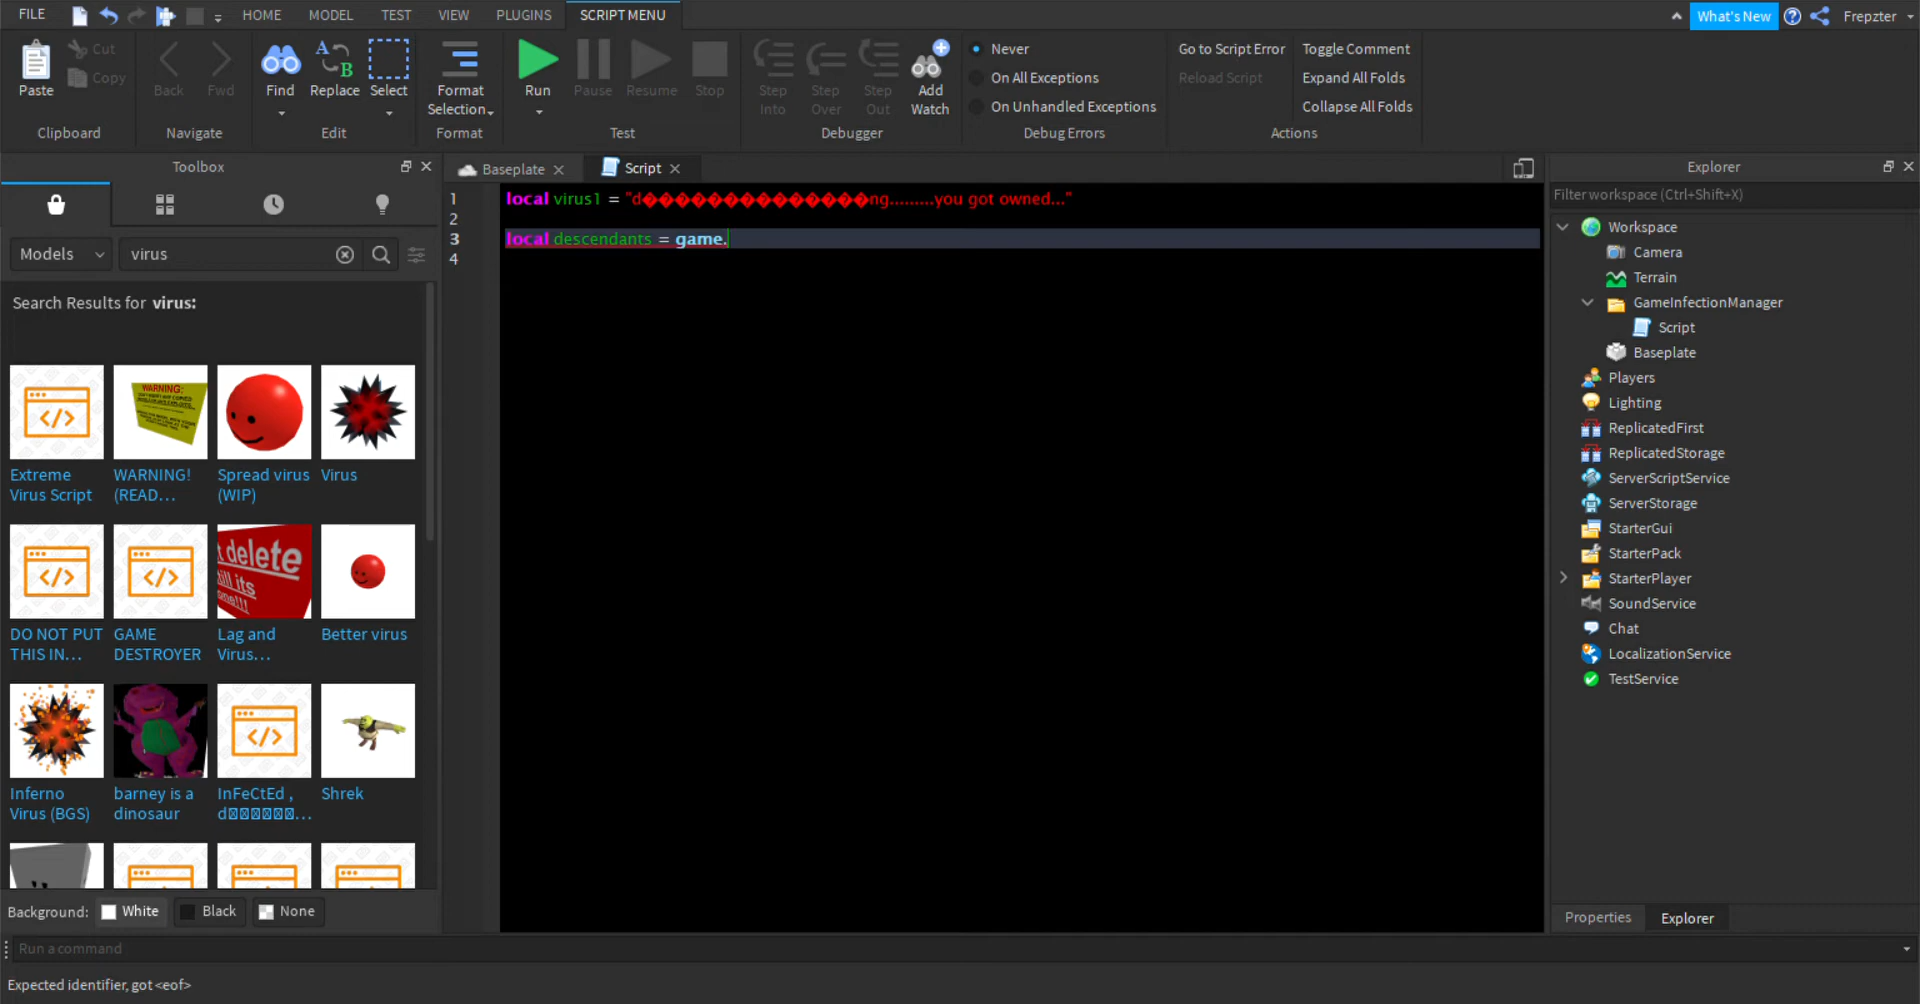 FILE HOME MODEL TEST VIEW PLUGINS SCRIPT MENU What's New Frepzter
Paste
Cut
Copy
Clipboard
Back Fwd
Navigate
Find Replace Select
Edit
Format
Selection
Format
Run Pause Resume Stop
Test
Step
Into
Step
Over
Step
Out
Add
Watch
Debugger
Never
On All Exceptions
On Unhandled Exceptions
Debug Errors
Go to Script Error
Reload Script
Toggle Comment
Expand All Folds
Collapse All Folds
Actions
Toolbox
Models
virus
Search Results for virus:
Extreme
Virus Script
WARNING!
(READ...
Spread virus
(WIP)
Virus
WARNING:
t delete
till its
one!!!
DO NOT PUT
THIS IN...
GAME
DESTROYER
Lag and
Virus...
Better virus
Inferno
Virus (BGS)
barney is a
dinosaur
InFeCtEd ,
d▯▯▯▯▯▯...
Shrek
Background: White Black None
Baseplate
Script
1 local virus1 = "d�����������������ng.........you got owned..."
2
3 local descendants = game.
4
Explorer
Filter workspace (Ctrl+Shift+X)
Workspace
Camera
Terrain
GameInfectionManager
Script
Baseplate
Players
Lighting
ReplicatedFirst
ReplicatedStorage
ServerScriptService
ServerStorage
StarterGui
StarterPack
StarterPlayer
SoundService
Chat
LocalizationService
TestService
Properties Explorer
Run a command
Expected identifier, got <eof>